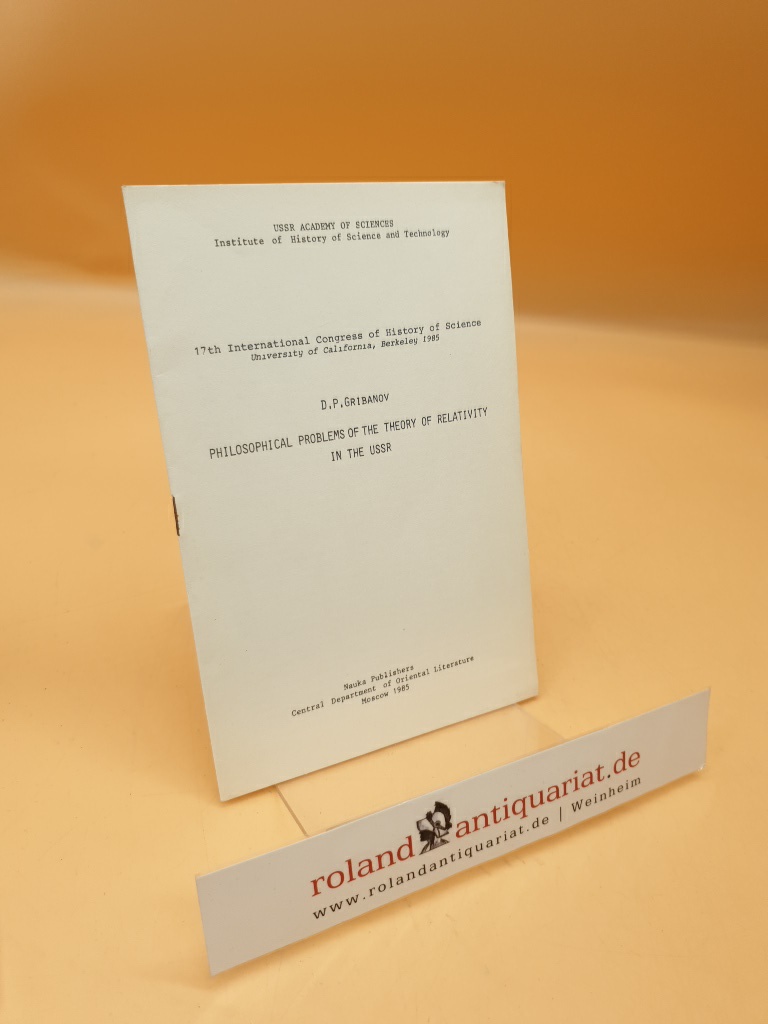 USSR ACADEMY OF SCIENCES
Institute of History of Science and Technology
17th International Congress of History of Science
University of California, Berkeley 1985
D.P.GRIBANOV
PHILOSOPHICAL PROBLEMS OF THE THEORY OF RELATIVITY
IN THE USSR
Nauka Publishers
Central Department of Oriental Literature
Moscow 1985
roland antiquariat.de
www.rolandantiquariat.de | Weinheim